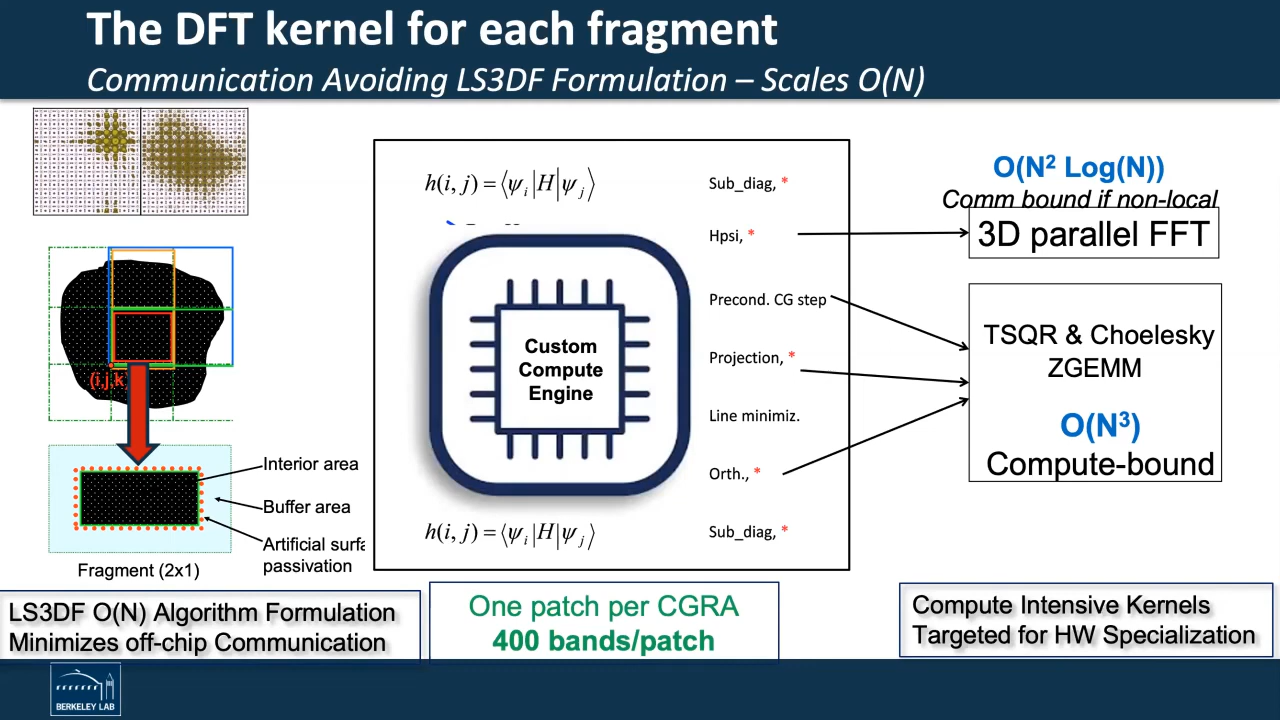 The DFT kernel for each fragment
Communication Avoiding LS3DF Formulation – Scales O(N)
(i,j,k
Interior area
Buffer area
Artificial surfa
passivation
Fragment (2x1)
h(i, j) = ⟨ψi|H|ψj⟩
Custom
Compute
Engine
h(i, j) = ⟨ψi|H|ψj⟩
Sub_diag, *
Hpsi, *
Precond. CG step
Projection, *
Line minimiz.
Orth., *
Sub_diag, *
O(N² Log(N))
Comm bound if non-local
3D parallel FFT
TSQR & Choelesky
ZGEMM
O(N³)
Compute-bound
LS3DF O(N) Algorithm Formulation
Minimizes off-chip Communication
One patch per CGRA
400 bands/patch
Compute Intensive Kernels
Targeted for HW Specialization
BERKELEY LAB